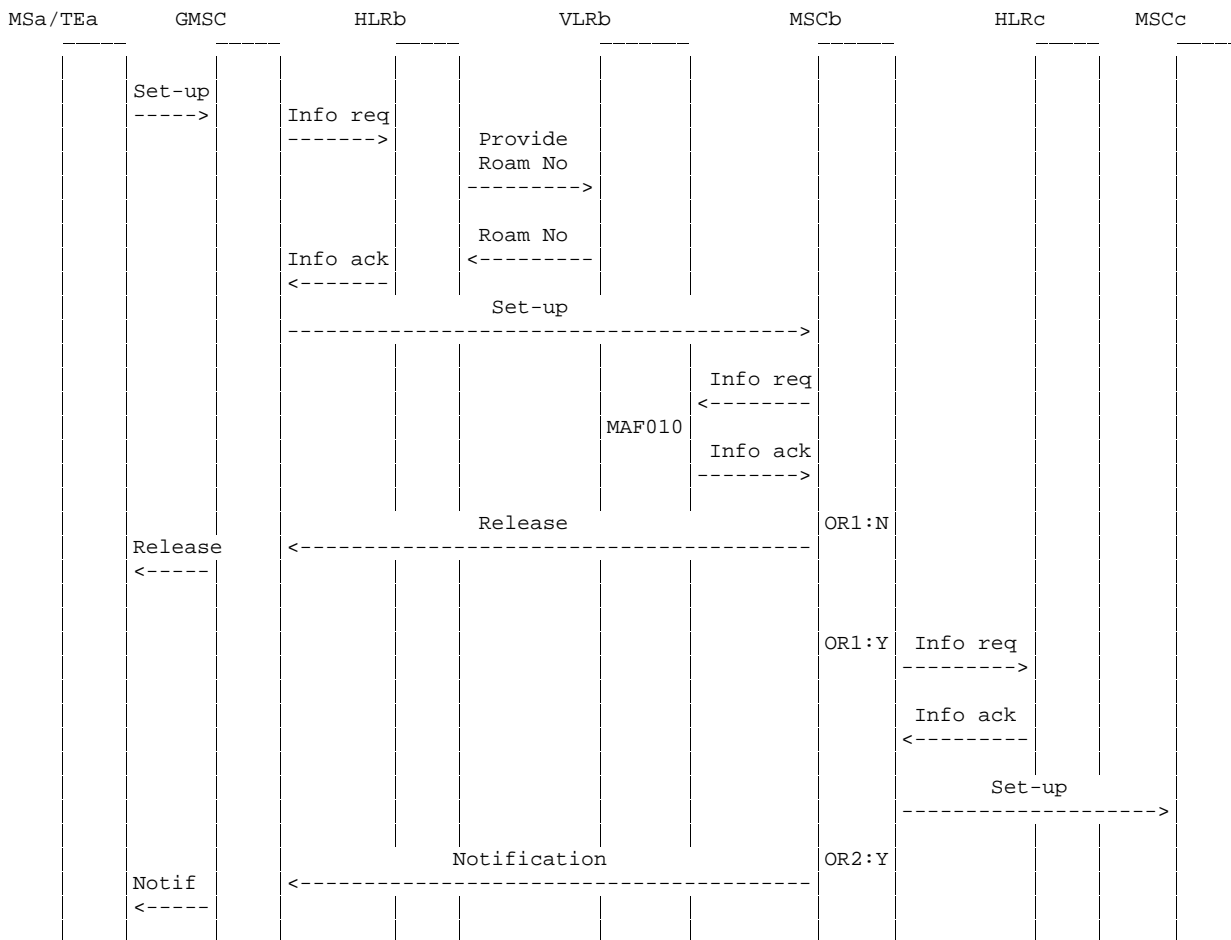 MSa/TEa GMSC HLRb VLRb MSCb HLRc MSCc
Set-up
-----> Info req
-------> Provide
Roam No
--------->
Roam No
Info ack <---------
<-------
Set-up
---------------------------------------->
Info req
<--------
MAF010
Info ack
-------->
Release OR1:N
Release <----------------------------------------
<-----
OR1:Y Info req
--------->
Info ack
<---------
Set-up
-------------------->
Notification OR2:Y
Notif <----------------------------------------
<-----